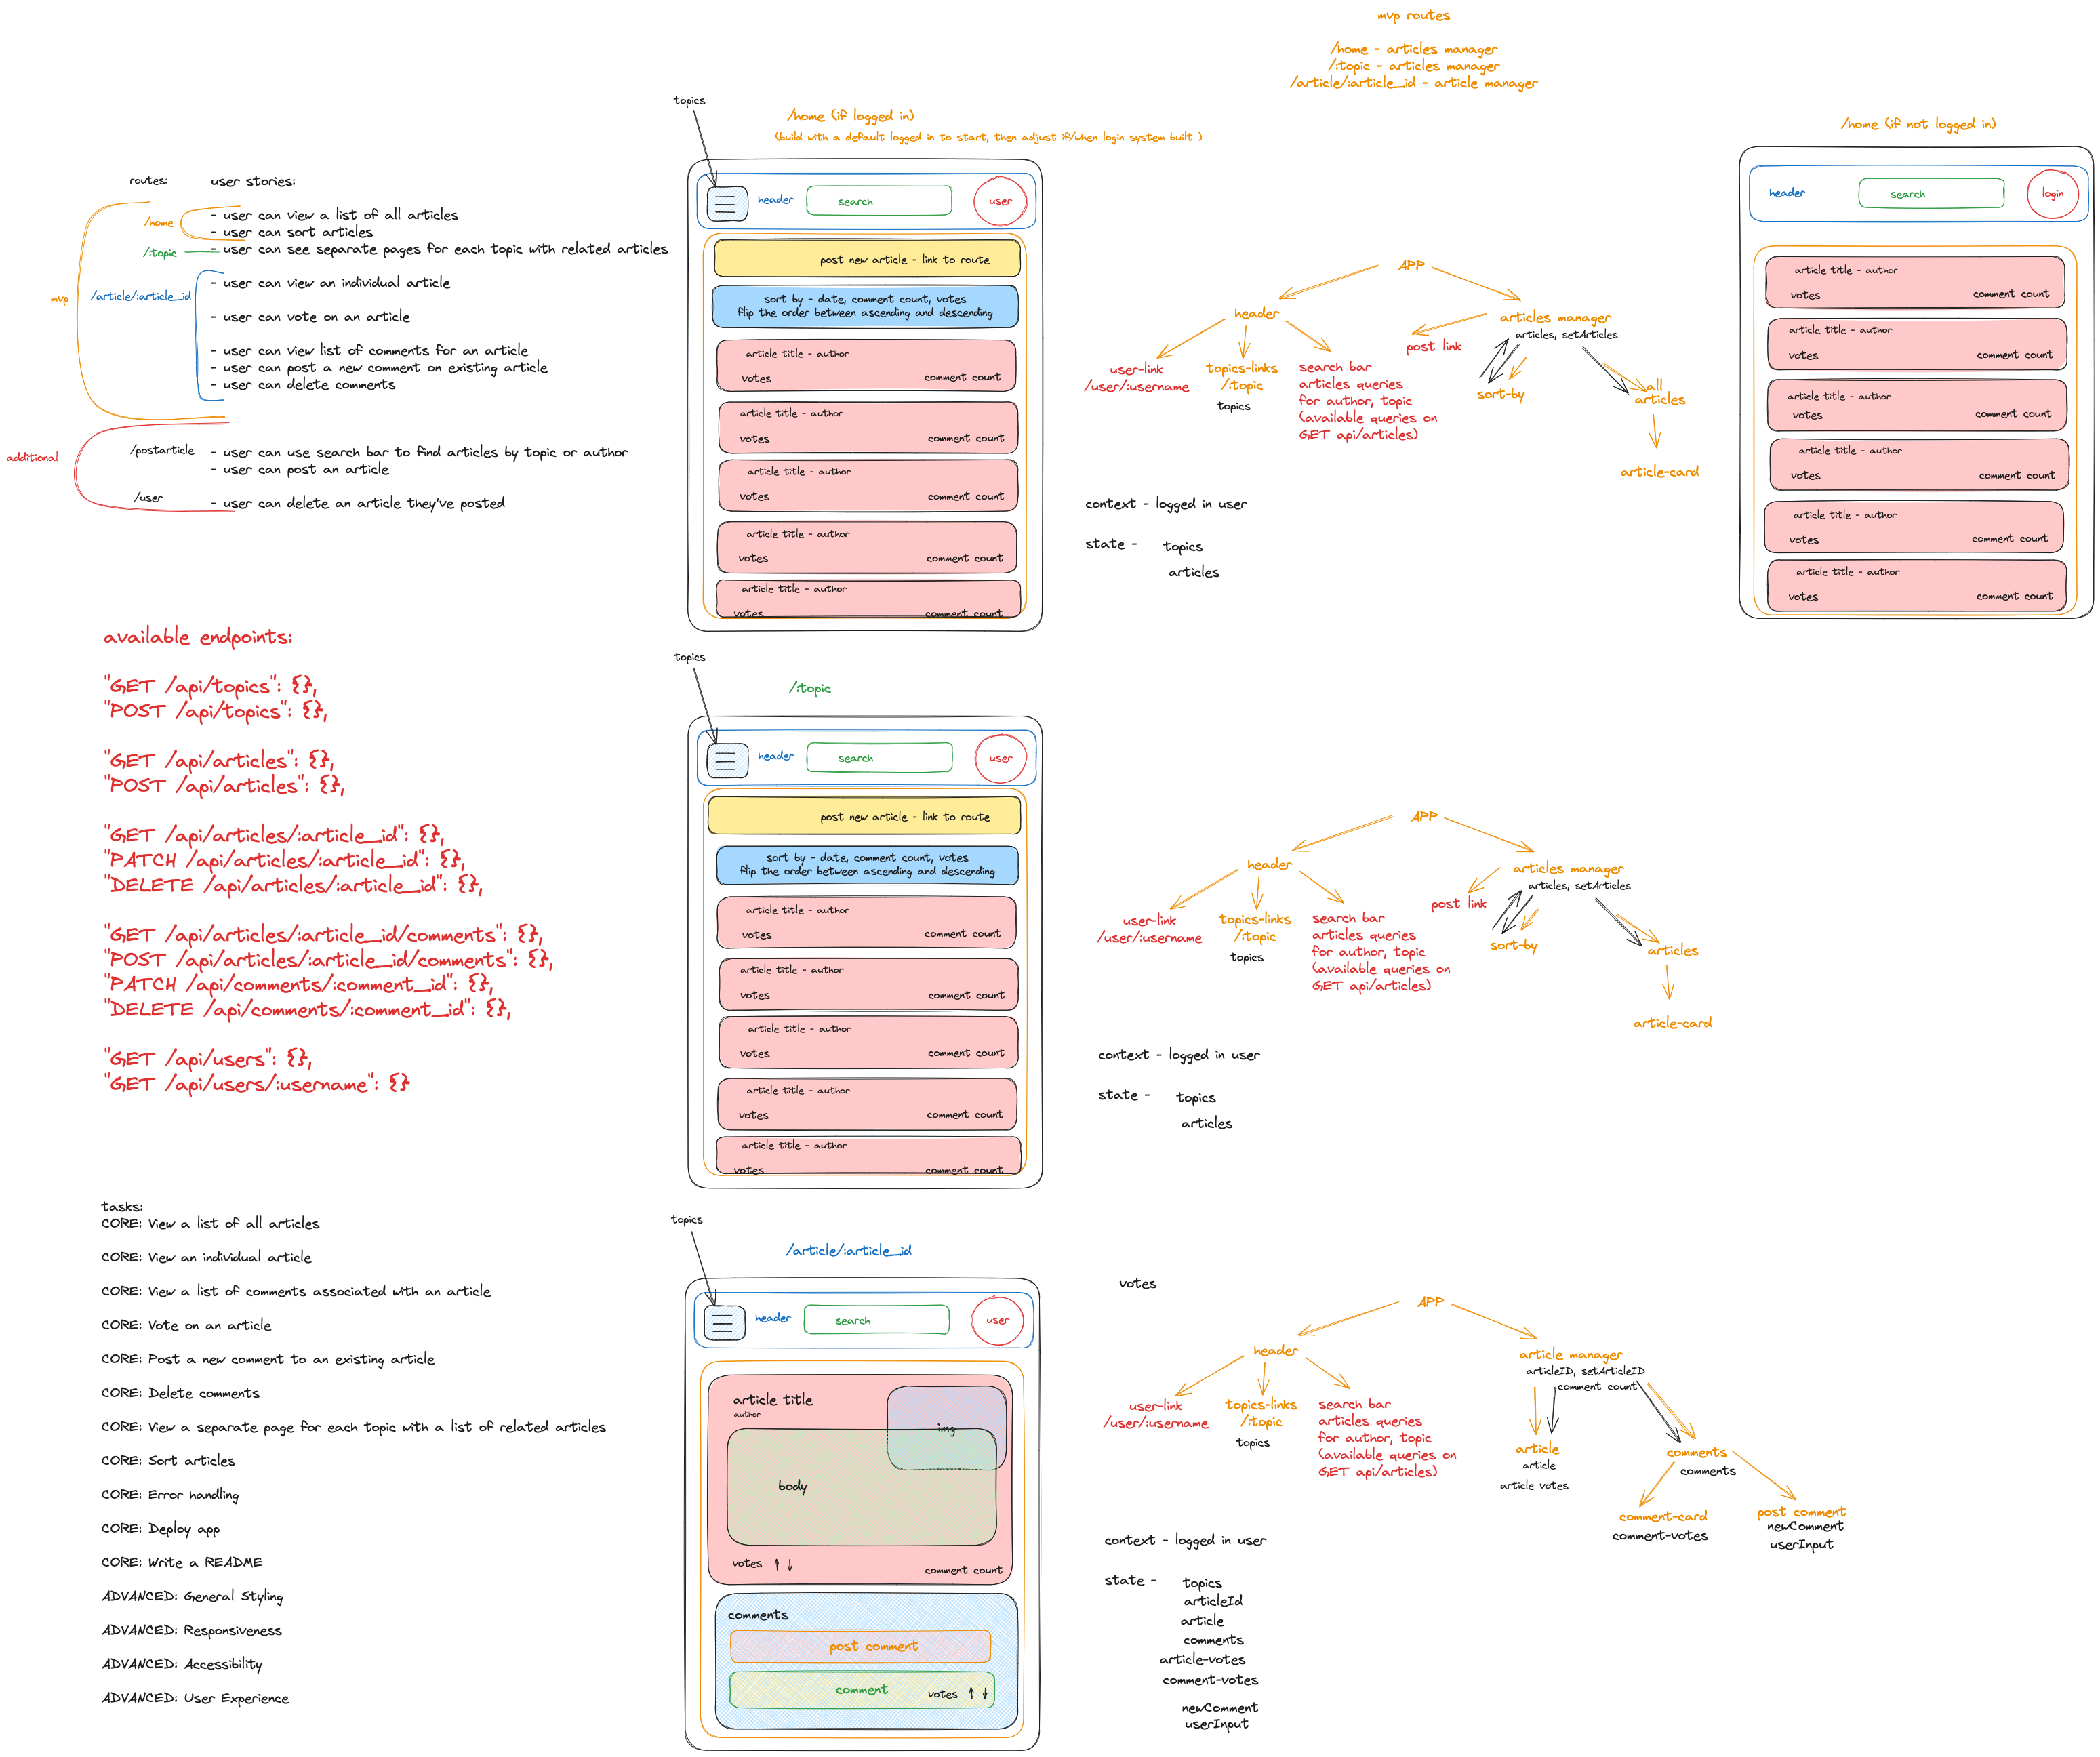 mvp routes
/home - articles manager
/:topic - articles manager
/article/:article_id - article manager
routes:
/home
/:topic
/article/:article_id
mvp
additional
/postarticle
/user
user stories:
- user can view a list of all articles
- user can sort articles
- user can see separate pages for each topic with related articles
- user can view an individual article
- user can vote on an article
- user can view list of comments for an article
- user can post a new comment on existing article
- user can delete comments
- user can use search bar to find articles by topic or author
- user can post an article
- user can delete an article they've posted
topics
/home (if logged in)
(build with a default logged in to start, then adjust if/when login system built )
header
search
user
post new article - link to route
sort by - date, comment count, votes
flip the order between ascending and descending
article title - author
votes
comment count
article title - author
votes
comment count
article title - author
votes
comment count
article title - author
votes
comment count
article title - author
votes
comment count
APP
header
user-link
/user/:username
topics-links
/:topic
topics
search bar
articles queries
for author, topic
(available queries on
GET api/articles)
articles manager
articles, setArticles
post link
sort-by
all
articles
article-card
context - logged in user
state -
topics
articles
/home (if not logged in)
header
search
login
article title - author
votes
comment count
article title - author
votes
comment count
article title - author
votes
comment count
article title - author
votes
comment count
article title - author
votes
comment count
article title - author
votes
comment count
available endpoints:
"GET /api/topics": {},
"POST /api/topics": {},
"GET /api/articles": {},
"POST /api/articles": {},
"GET /api/articles/:article_id": {},
"PATCH /api/articles/:article_id": {},
"DELETE /api/articles/:article_id": {},
"GET /api/articles/:article_id/comments": {},
"POST /api/articles/:article_id/comments": {},
"PATCH /api/comments/:comment_id": {},
"DELETE /api/comments/:comment_id": {},
"GET /api/users": {},
"GET /api/users/:username": {}
topics
/:topic
header
search
user
post new article - link to route
sort by - date, comment count, votes
flip the order between ascending and descending
article title - author
votes
comment count
article title - author
votes
comment count
article title - author
votes
comment count
article title - author
votes
comment count
article title - author
votes
comment count
APP
header
user-link
/user/:username
topics-links
/:topic
topics
search bar
articles queries
for author, topic
(available queries on
GET api/articles)
articles manager
articles, setArticles
post link
sort-by
articles
article-card
context - logged in user
state -
topics
articles
tasks:
CORE: View a list of all articles
CORE: View an individual article
CORE: View a list of comments associated with an article
CORE: Vote on an article
CORE: Post a new comment to an existing article
CORE: Delete comments
CORE: View a separate page for each topic with a list of related articles
CORE: Sort articles
CORE: Error handling
CORE: Deploy app
CORE: Write a README
ADVANCED: General Styling
ADVANCED: Responsiveness
ADVANCED: Accessibility
ADVANCED: User Experience
topics
/article/:article_id
header
search
user
article title
author
img
body
votes
comment count
comments
post comment
comment
votes
votes
APP
header
user-link
/user/:username
topics-links
/:topic
topics
search bar
articles queries
for author, topic
(available queries on
GET api/articles)
article manager
articleID, setArticleID
comment count
article
article
article votes
comments
comments
comment-card
comment-votes
post comment
newComment
userInput
context - logged in user
state -
topics
articleId
article
comments
article-votes
comment-votes
newComment
userInput